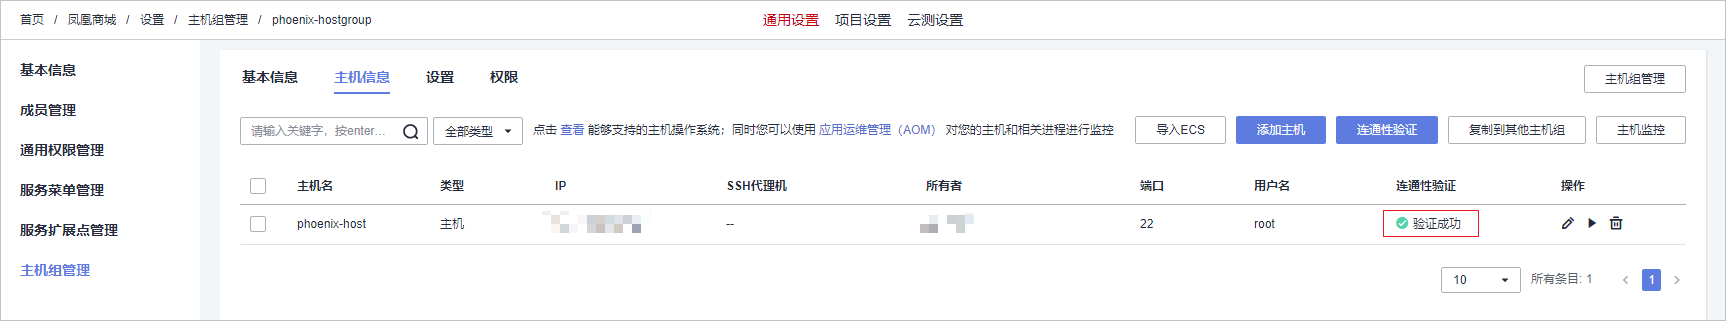 首页 / 凤凰商城 / 设置 / 主机组管理 / phoenix-hostgroup 通用设置 项目设置 云测设置
基本信息
成员管理
通用权限管理
服务菜单管理
服务扩展点管理
主机组管理
基本信息 主机信息 设置 权限 主机组管理
请输入关键字，按enter... 全部类型 点击 查看 能够支持的主机操作系统；同时您可以使用 应用运维管理（AOM） 对您的主机和相关进程进行监控 导入ECS 添加主机 连通性验证 复制到其他主机组 主机监控
主机名 类型 IP SSH代理机 所有者 端口 用户名 连通性验证 操作
phoenix-host 主机 -- 22 root 验证成功
10 所有条目: 1 ‹ 1 ›